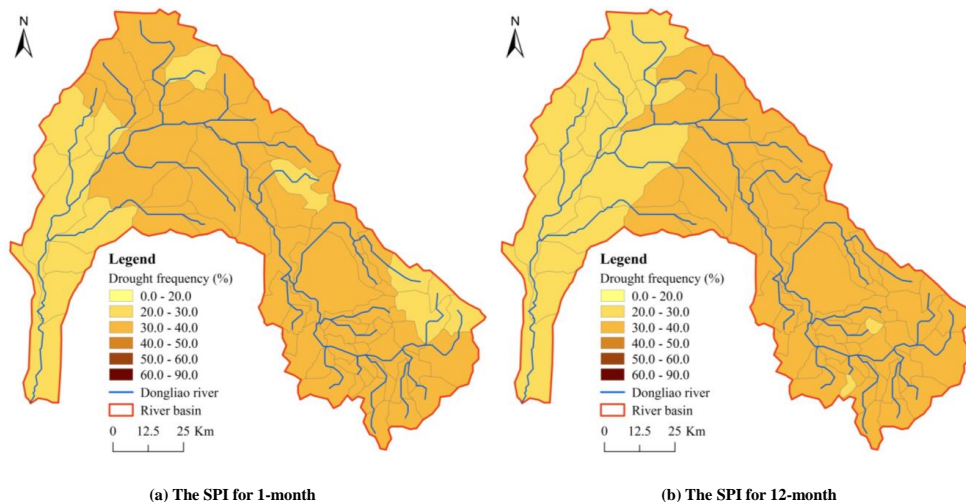 N
Legend
Drought frequency (%)
0.0 - 20.0
20.0 - 30.0
30.0 - 40.0
40.0 - 50.0
50.0 - 60.0
60.0 - 90.0
Dongliao river
River basin
0 12.5 25 Km
(a) The SPI for 1-month
N
Legend
Drought frequency (%)
0.0 - 20.0
20.0 - 30.0
30.0 - 40.0
40.0 - 50.0
50.0 - 60.0
60.0 - 90.0
Dongliao river
River basin
0 12.5 25 Km
(b) The SPI for 12-month